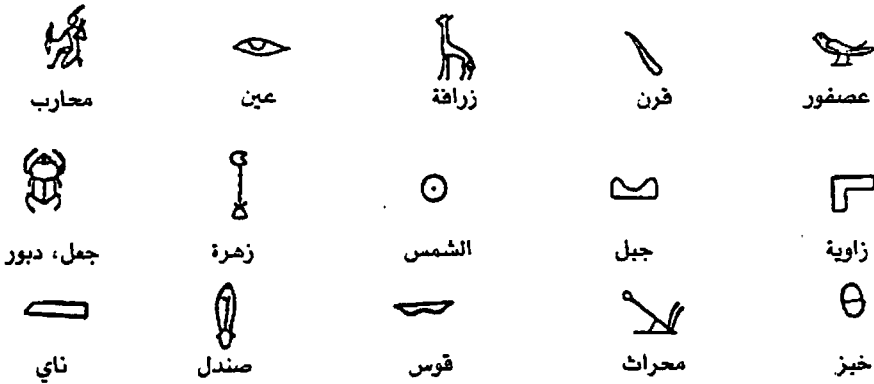 عصفور قرن زرافة عين محارب
زاوية جبل الشمس زهرة جعل، دبور
خبز محراث قوس صندل ناي